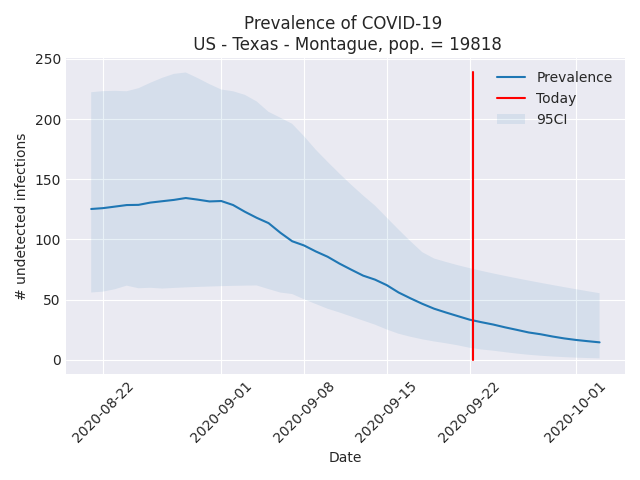 Prevalence of COVID-19
US - Texas - Montague, pop. = 19818
250
200
150
100
50
0
# undetected infections
Prevalence
Today
95CI
2020-08-22
2020-09-01
2020-09-08
2020-09-15
2020-09-22
2020-10-01
Date